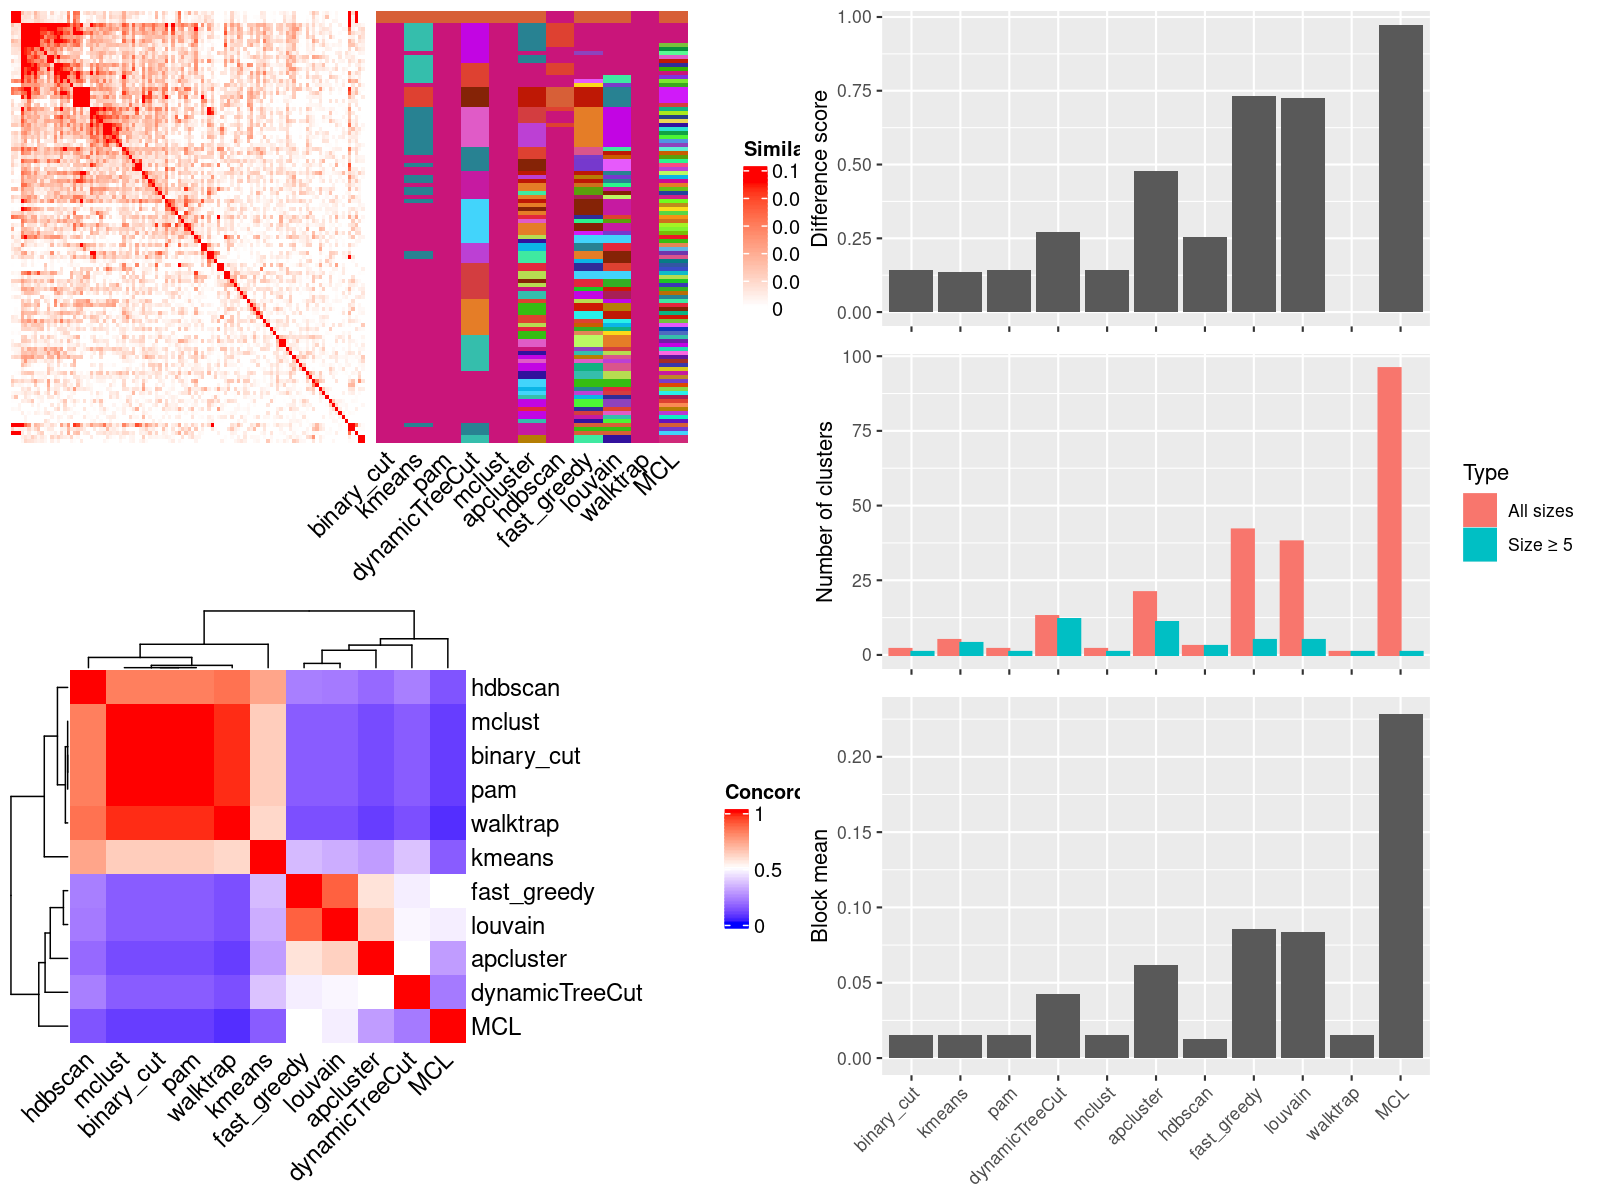 Simila
0.1
0.0
0.0
0.0
0.0
0
binary_cut
kmeans
pam
dynamicTreeCut
mclust
apcluster
hdbscan
fast_greedy
louvain
walktrap
MCL
hdbscan
mclust
binary_cut
pam
walktrap
kmeans
fast_greedy
louvain
apcluster
dynamicTreeCut
MCL
hdbscan
mclust
binary_cut
pam
walktrap
kmeans
fast_greedy
louvain
apcluster
dynamicTreeCut
MCL
Concord
1
0.5
0
Difference score
1.00
0.75
0.50
0.25
0.00
Number of clusters
100
75
50
25
0
Type
All sizes
Size ≥ 5
Block mean
0.20
0.15
0.10
0.05
0.00
binary_cut
kmeans
pam
dynamicTreeCut
mclust
apcluster
hdbscan
fast_greedy
louvain
walktrap
MCL